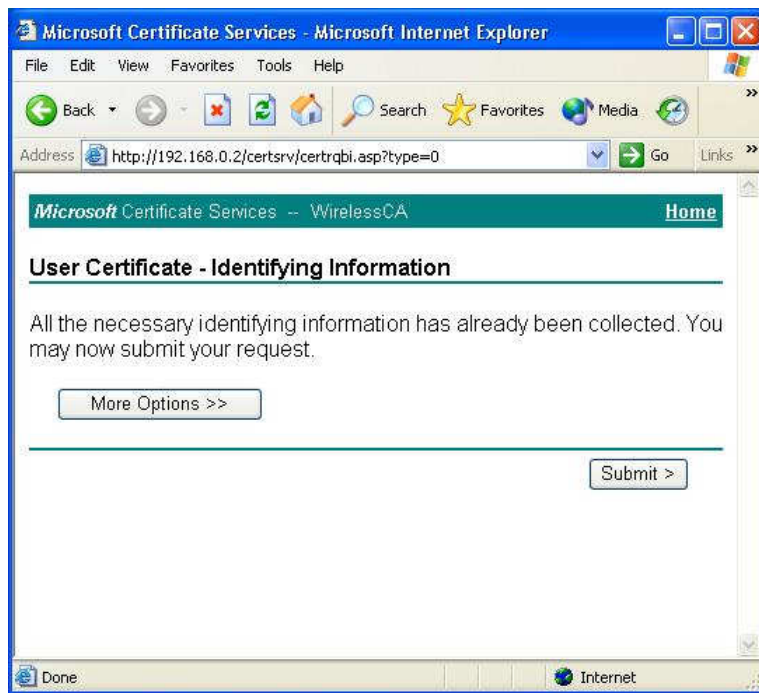 Microsoft Certificate Services - Microsoft Internet Explorer
File Edit View Favorites Tools Help
Back Search Favorites Media »
Address http://192.168.0.2/certsrv/certrqbi.asp?type=0 Go Links »
Microsoft Certificate Services -- WirelessCA Home
User Certificate - Identifying Information
All the necessary identifying information has already been collected. You
may now submit your request.
More Options >>
Submit >
Done Internet